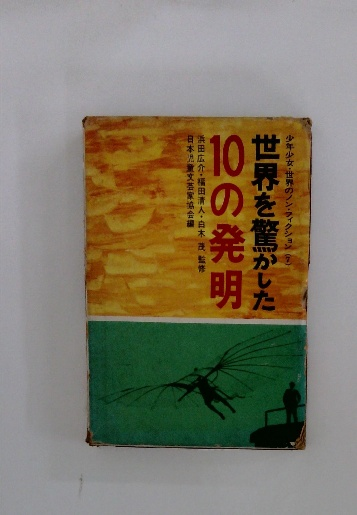 少年少女・世界のノン・フィクション (7)
世界を驚かした
10の発明
浜田広介・福田清人・白木 茂 監修
日本児童文芸家協会編